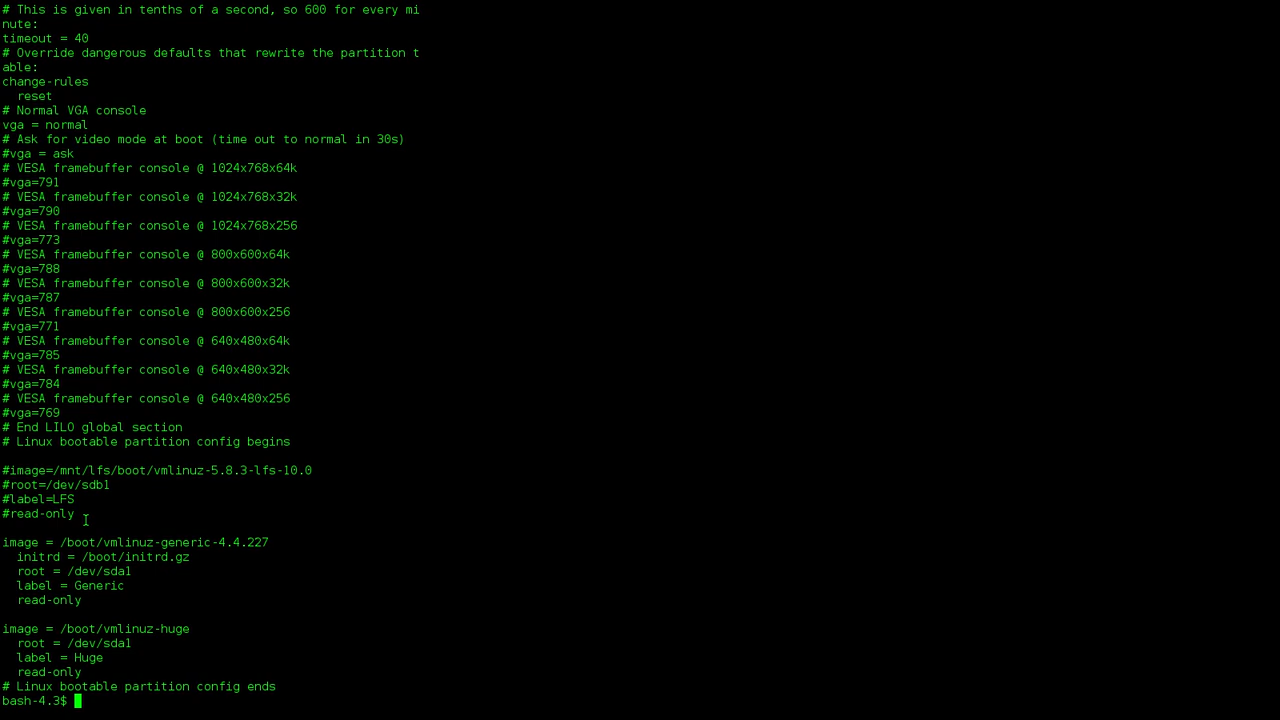 # This is given in tenths of a second, so 600 for every mi
nute:
timeout = 40
# Override dangerous defaults that rewrite the partition t
able:
change-rules
  reset
# Normal VGA console
vga = normal
# Ask for video mode at boot (time out to normal in 30s)
#vga = ask
# VESA framebuffer console @ 1024x768x64k
#vga=791
# VESA framebuffer console @ 1024x768x32k
#vga=790
# VESA framebuffer console @ 1024x768x256
#vga=773
# VESA framebuffer console @ 800x600x64k
#vga=788
# VESA framebuffer console @ 800x600x32k
#vga=787
# VESA framebuffer console @ 800x600x256
#vga=771
# VESA framebuffer console @ 640x480x64k
#vga=785
# VESA framebuffer console @ 640x480x32k
#vga=784
# VESA framebuffer console @ 640x480x256
#vga=769
# End LILO global section
# Linux bootable partition config begins

#image=/mnt/lfs/boot/vmlinuz-5.8.3-lfs-10.0
#root=/dev/sdb1
#label=LFS
#read-only

image = /boot/vmlinuz-generic-4.4.227
  initrd = /boot/initrd.gz
  root = /dev/sda1
  label = Generic
  read-only

image = /boot/vmlinuz-huge
  root = /dev/sda1
  label = Huge
  read-only
# Linux bootable partition config ends
bash-4.3$